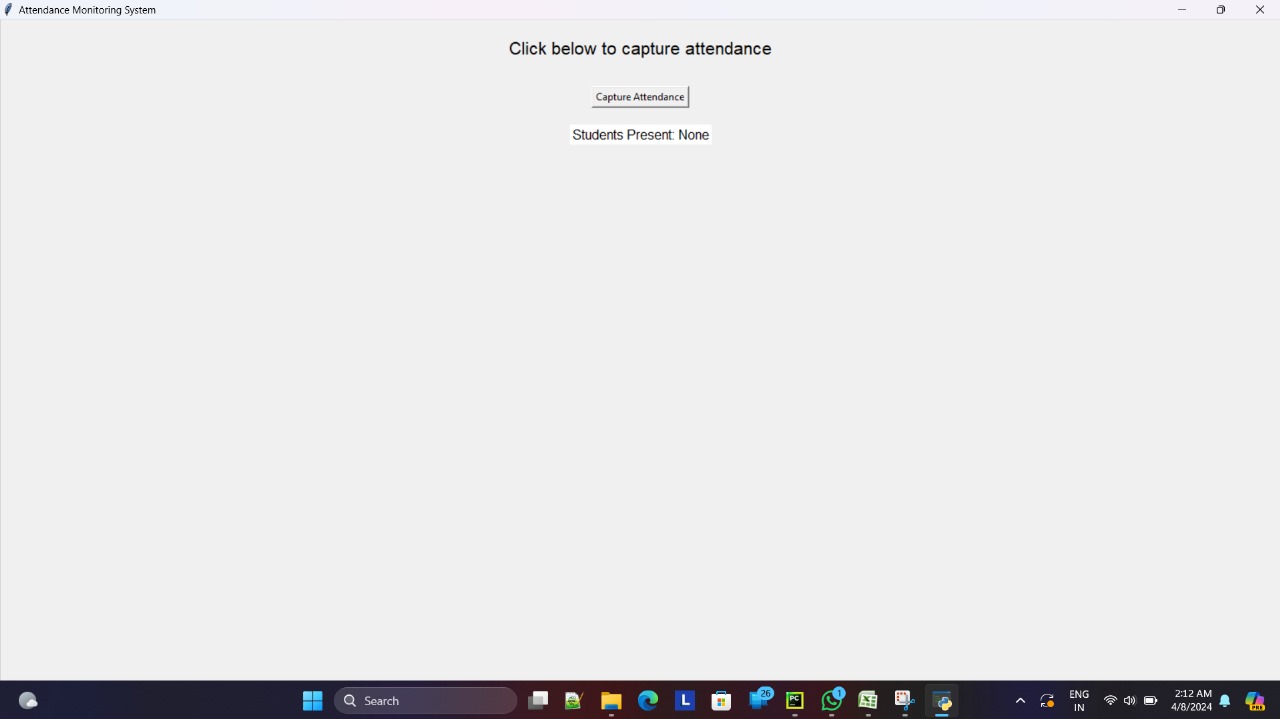 Attendance Monitoring System
Click below to capture attendance
Capture Attendance
Students Present: None
Search
L
26
PC
1
ENG
IN
2:12 AM
4/8/2024
PRE